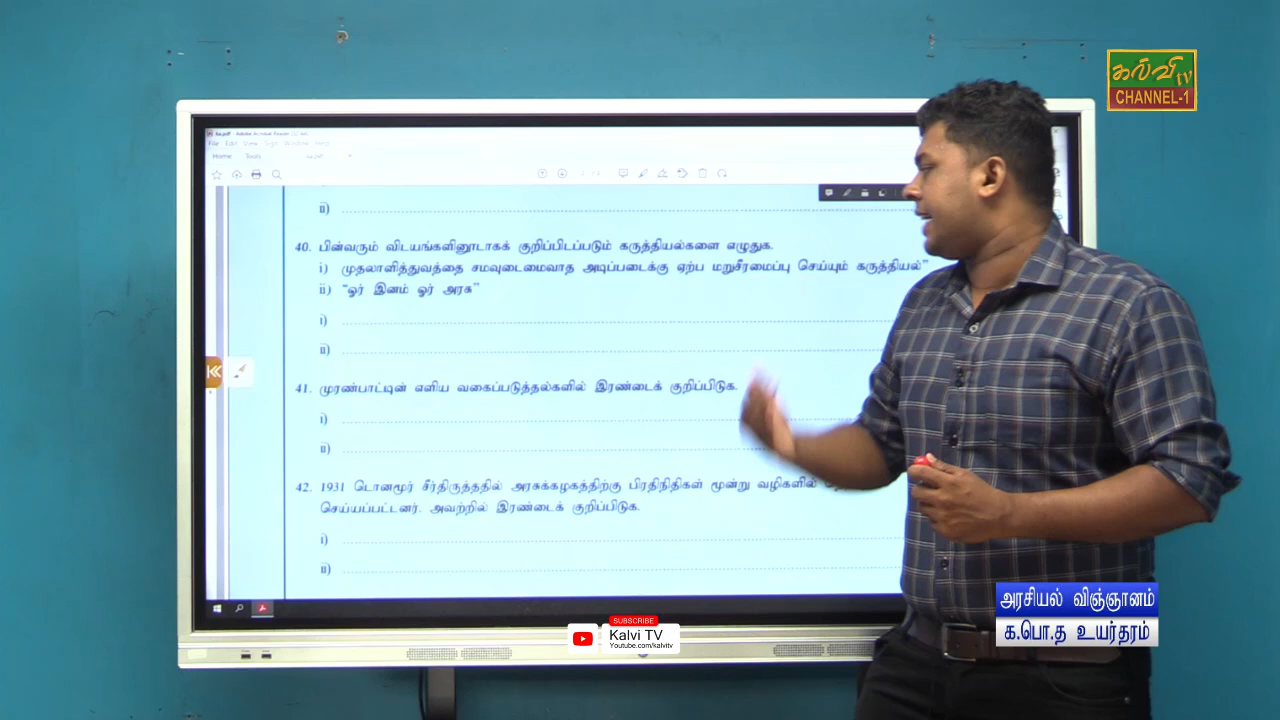 கல்வி TV
CHANNEL-1
File Edit View Sign Window Help
Home Tools
ii)
40. பின்வரும் விடயங்களினூடாகக் குறிப்பிடப்படும் கருத்தியல்களை எழுதுக.
i) முதலாளித்துவத்தை சமவுடைமைவாத அடிப்படைக்கு ஏற்ப மறுசீரமைப்பு செய்யும் கருத்தியல்"
ii) "ஓர் இனம் ஓர் அரசு"
i)
ii)
41. முரண்பாட்டின் எளிய வகைப்படுத்தல்களில் இரண்டைக் குறிப்பிடுக.
i)
ii)
42. 1931 டொனமூர் சீர்திருத்ததில் அரசுக்கழகத்திற்கு பிரதிநிதிகள் மூன்று வழிகளில்
செய்யப்பட்டனர். அவற்றில் இரண்டைக் குறிப்பிடுக.
i)
ii)
அரசியல் விஞ்ஞானம்
க.பொ.த உயர்தரம்
SUBSCRIBE
Kalvi TV
Youtube.com/kalvitv